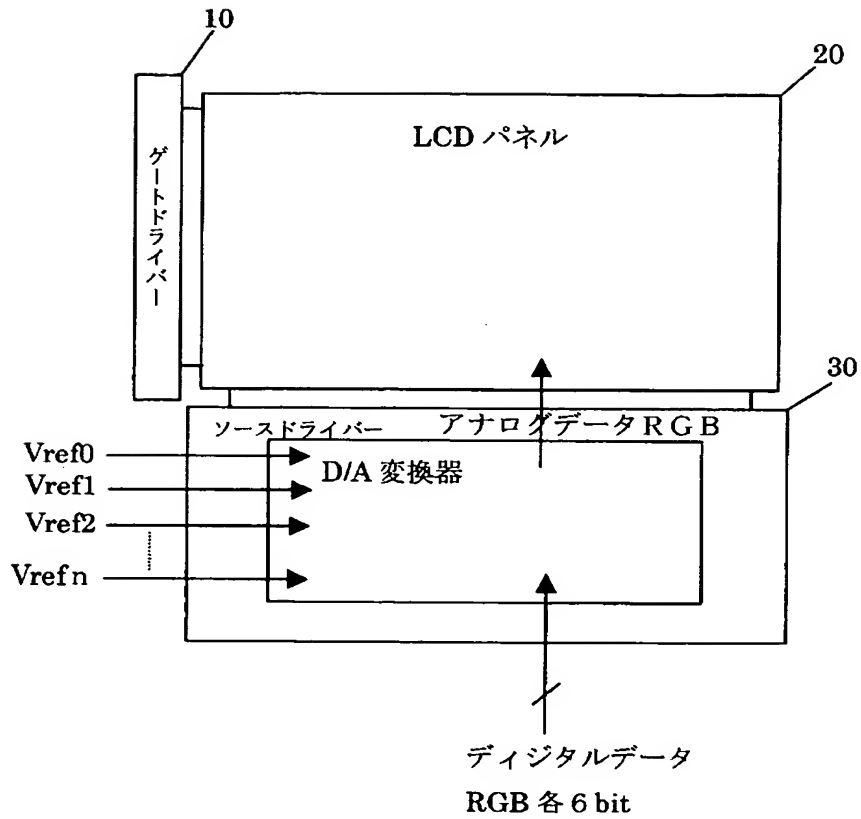 10
20
LCD パネル
ゲートドライバー
30
ソースドライバー
アナログデータRGB
Vref0
D/A 変換器
Vref1
Vref2
Vrefn
ディジタルデータ
RGB 各 6 bit